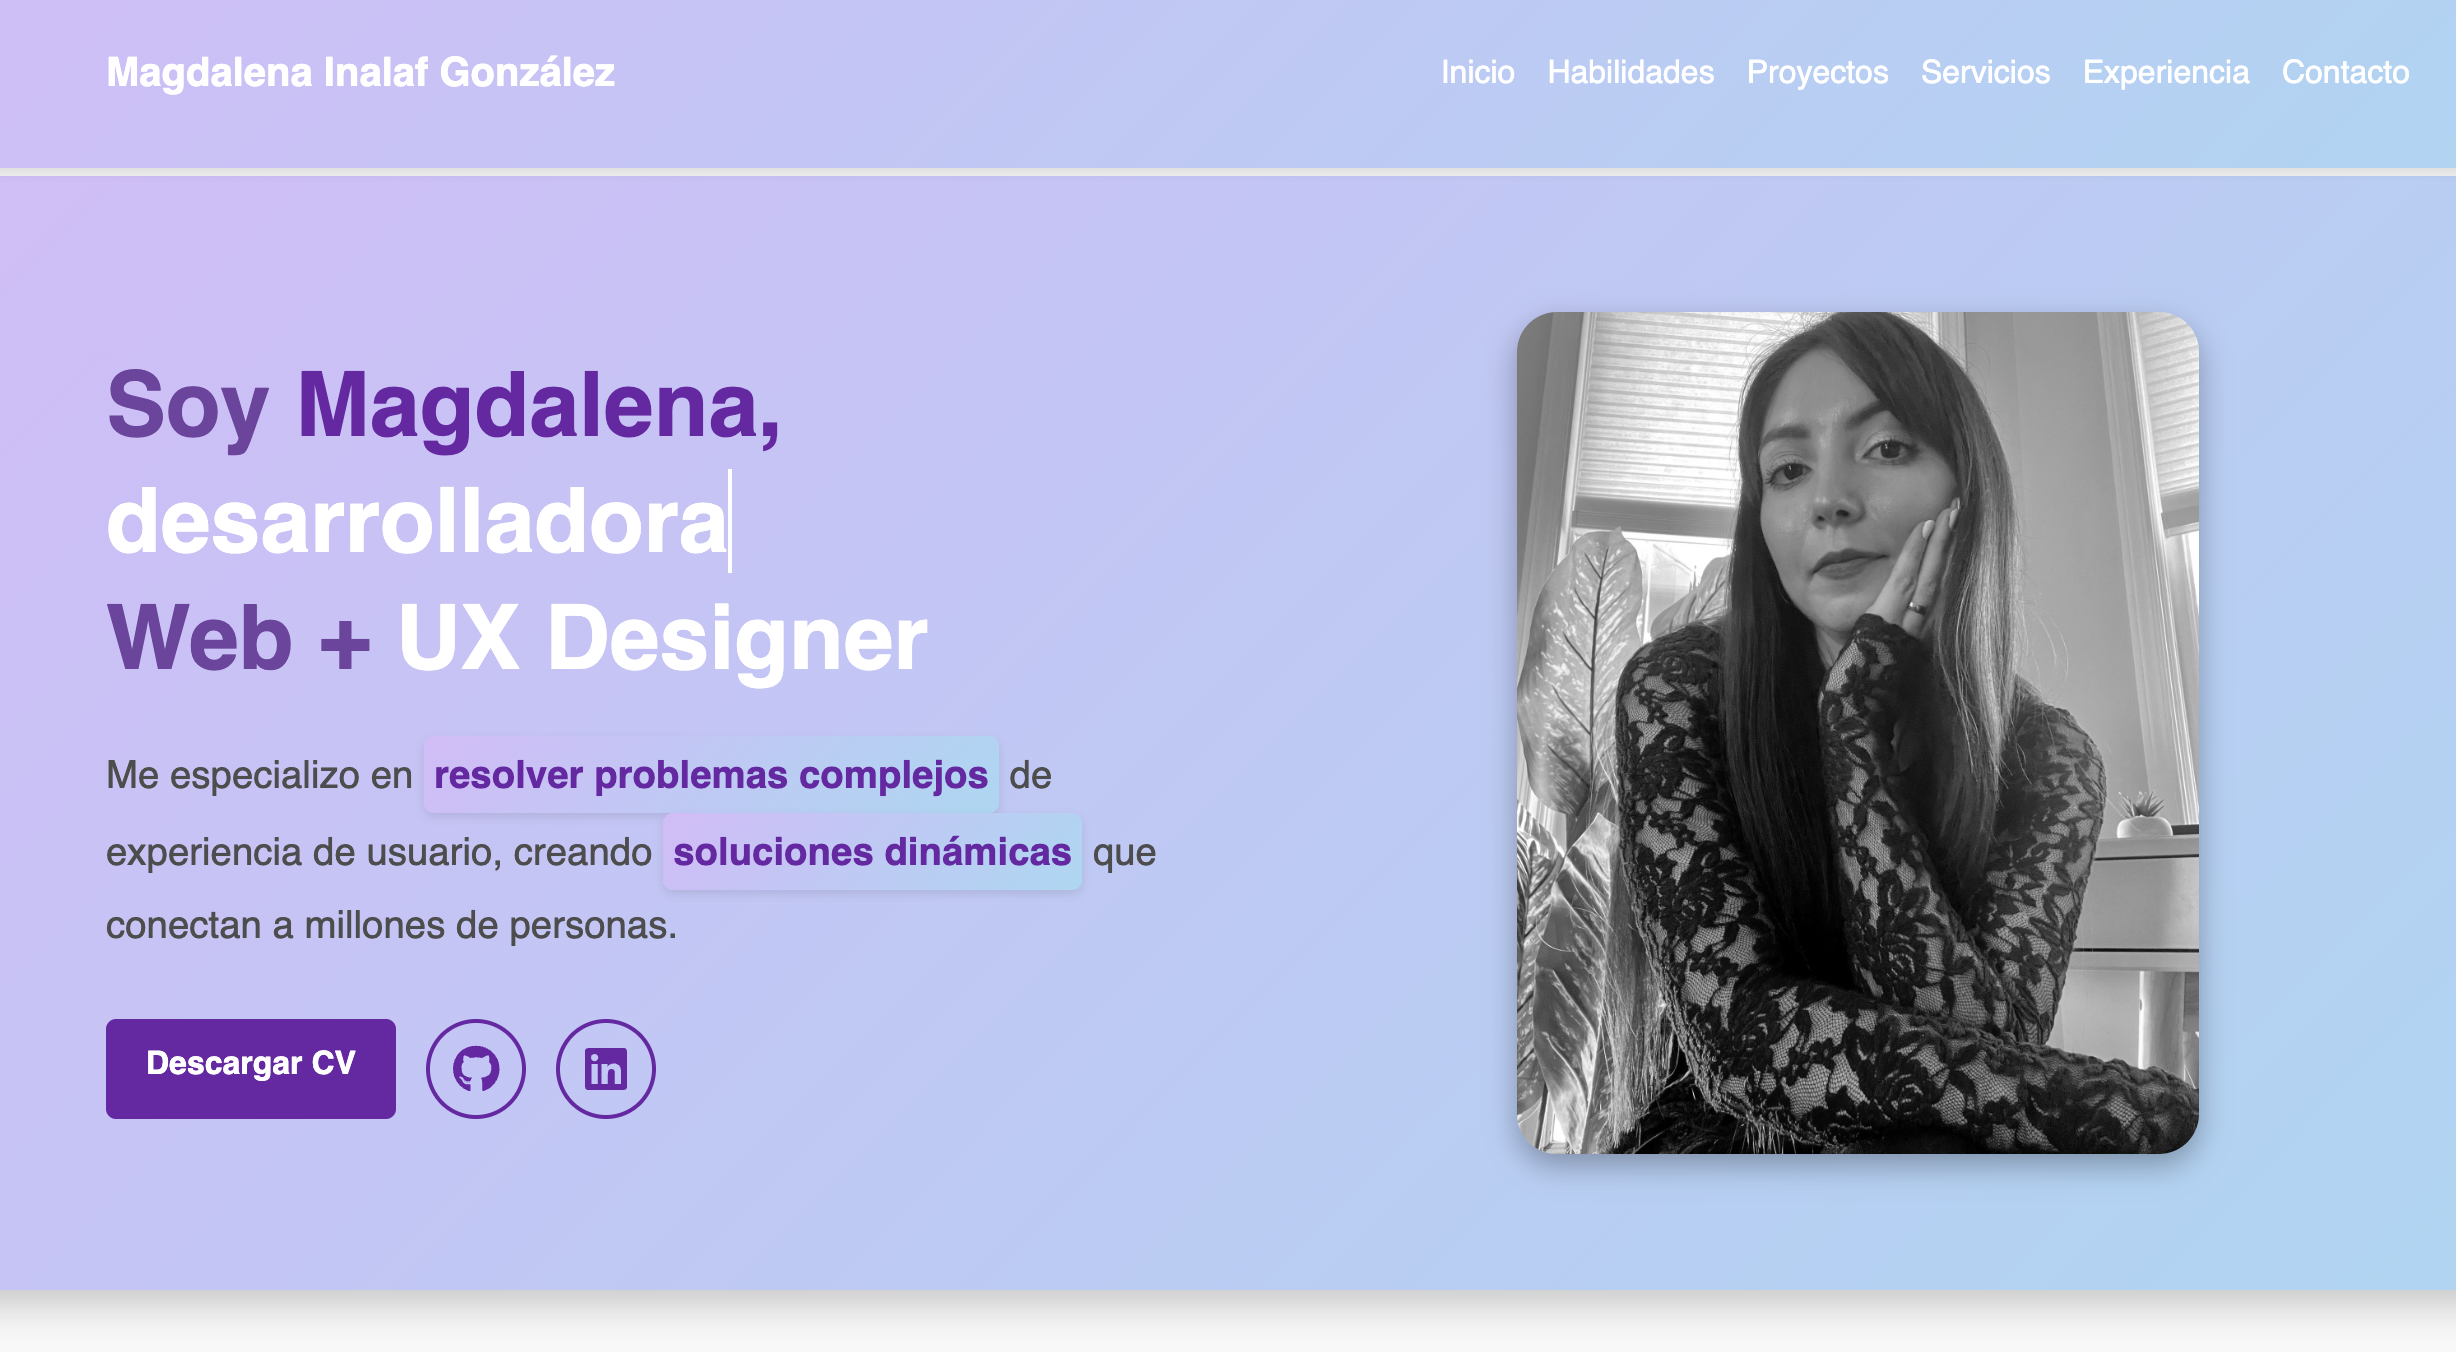 Magdalena Inalaf González
Inicio Habilidades Proyectos Servicios Experiencia Contacto
Soy Magdalena,
desarrolladora
Web + UX Designer
Me especializo en resolver problemas complejos de
experiencia de usuario, creando soluciones dinámicas que
conectan a millones de personas.
Descargar CV
in